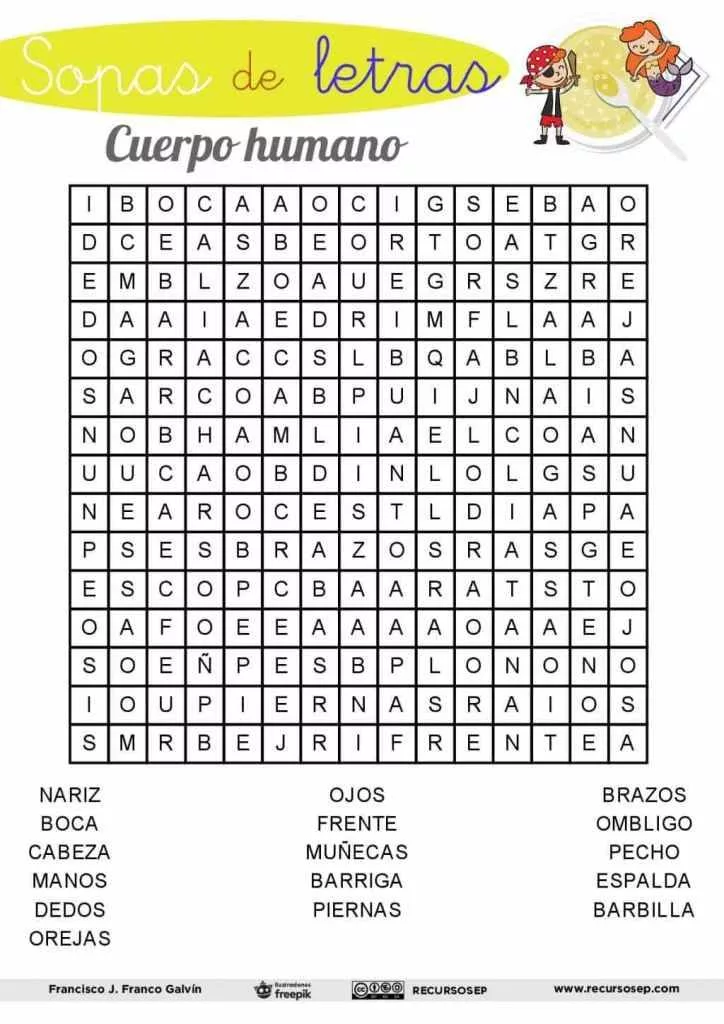 Sopas de letras
Cuerpo humano
I B O C A A O C I G S E B A O
D C E A S B E O R T O A T G R
E M B L Z O A U E G R S Z R E
D A A I A E D R I M F L A A J
O G R A C C S L B Q A B L B A
S A R C O A B P U I J N A I S
N O B H A M L I A E L C O A N
U U C A O B D I N L O L G S U
N E A R O C E S T L D I A P A
P S E S B R A Z O S R A S G E
E S C O P C B A A R A T S T O
O A F O E E A A A A O A A E J
S O E Ñ P E S B P L O N O N O
I O U P I E R N A S R A I O S
S M R B E J R I F R E N T E A
NARIZ OJOS BRAZOS
BOCA FRENTE OMBLIGO
CABEZA MUÑECAS PECHO
MANOS BARRIGA ESPALDA
DEDOS PIERNAS BARBILLA
OREJAS
Francisco J. Franco Galvín Ilustraciones freepik CC RECURSOSEP www.recursosep.com